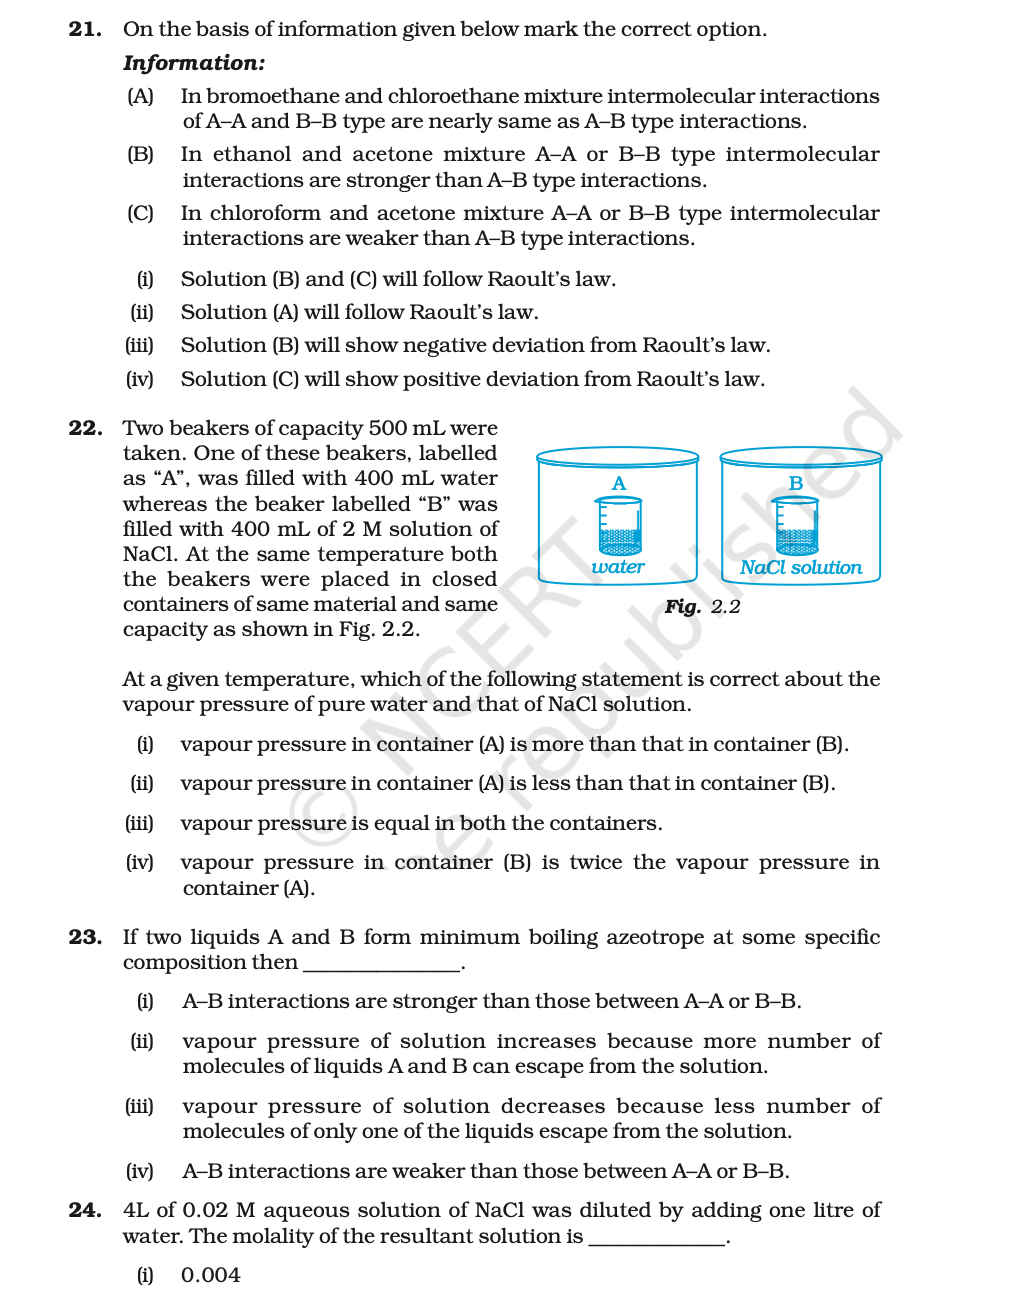 21. On the basis of information given below mark the correct option.
Information:
(A) In bromoethane and chloroethane mixture intermolecular interactions
of A–A and B–B type are nearly same as A–B type interactions.
(B) In ethanol and acetone mixture A–A or B–B type intermolecular
interactions are stronger than A–B type interactions.
(C) In chloroform and acetone mixture A–A or B–B type intermolecular
interactions are weaker than A–B type interactions.
(i) Solution (B) and (C) will follow Raoult's law.
(ii) Solution (A) will follow Raoult's law.
(iii) Solution (B) will show negative deviation from Raoult's law.
(iv) Solution (C) will show positive deviation from Raoult's law.
22. Two beakers of capacity 500 mL were
taken. One of these beakers, labelled
as “A”, was filled with 400 mL water
whereas the beaker labelled “B” was
filled with 400 mL of 2 M solution of
NaCl. At the same temperature both
the beakers were placed in closed
containers of same material and same
capacity as shown in Fig. 2.2.
A
water
B
NaCl solution
Fig. 2.2
At a given temperature, which of the following statement is correct about the
vapour pressure of pure water and that of NaCl solution.
(i) vapour pressure in container (A) is more than that in container (B).
(ii) vapour pressure in container (A) is less than that in container (B).
(iii) vapour pressure is equal in both the containers.
(iv) vapour pressure in container (B) is twice the vapour pressure in
container (A).
23. If two liquids A and B form minimum boiling azeotrope at some specific
composition then _______________.
(i) A–B interactions are stronger than those between A–A or B–B.
(ii) vapour pressure of solution increases because more number of
molecules of liquids A and B can escape from the solution.
(iii) vapour pressure of solution decreases because less number of
molecules of only one of the liquids escape from the solution.
(iv) A–B interactions are weaker than those between A–A or B–B.
24. 4L of 0.02 M aqueous solution of NaCl was diluted by adding one litre of
water. The molality of the resultant solution is _____________.
(i) 0.004
© NCERT
be republished